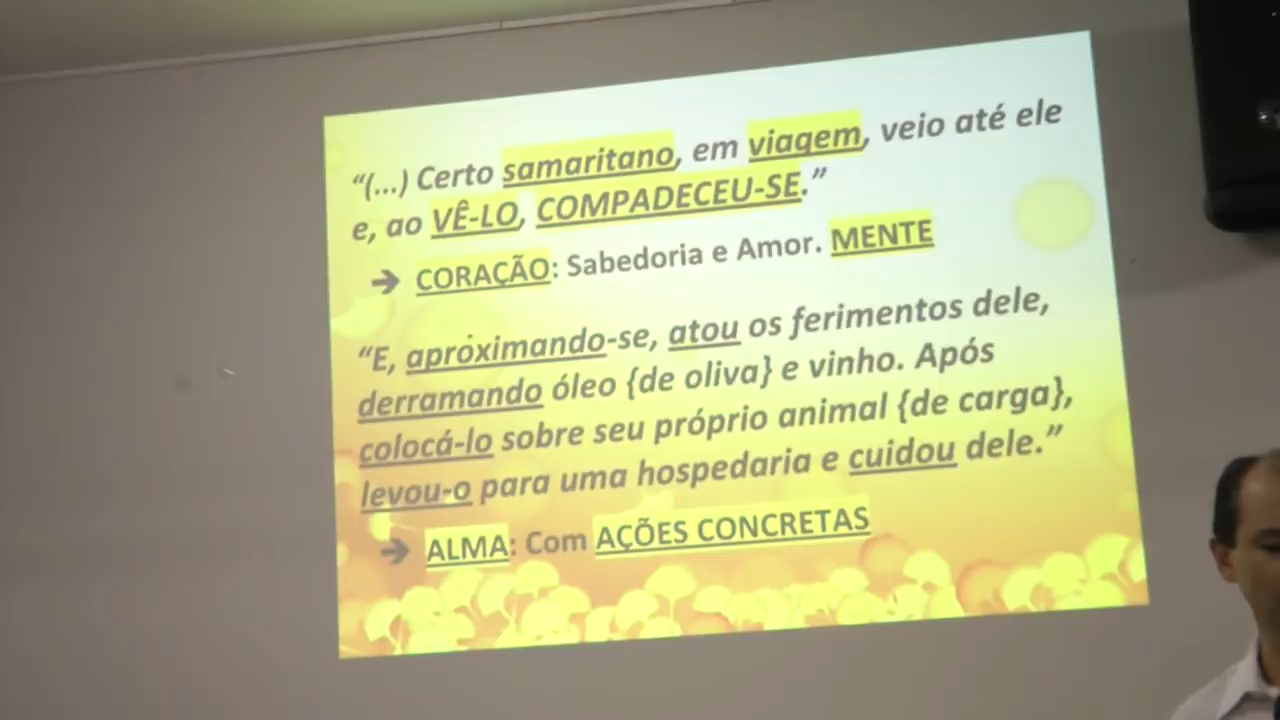 “(...) Certo samaritano, em viagem, veio até ele
e, ao VÊ-LO, COMPADECEU-SE.”
➔ CORAÇÃO: Sabedoria e Amor. MENTE
“E, aproximando-se, atou os ferimentos dele,
derramando óleo {de oliva} e vinho. Após
colocá-lo sobre seu próprio animal {de carga},
levou-o para uma hospedaria e cuidou dele.”
➔ ALMA: Com AÇÕES CONCRETAS